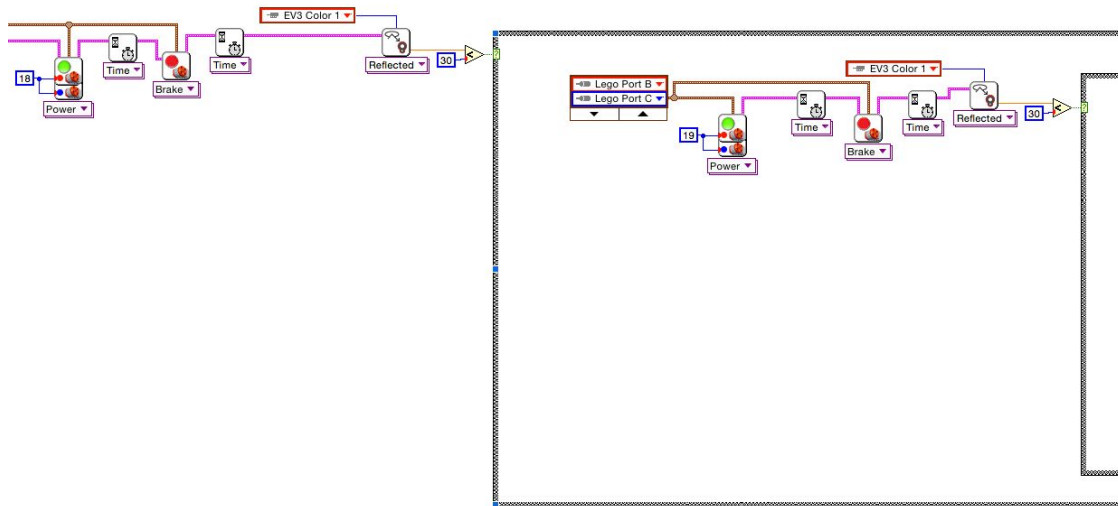 EV3 Color 1
18
Power
Time
Brake
Time
Reflected
30
<
?
EV3 Color 1
Lego Port B
Lego Port C
19
Power
Time
Brake
Time
Reflected
30
<
?